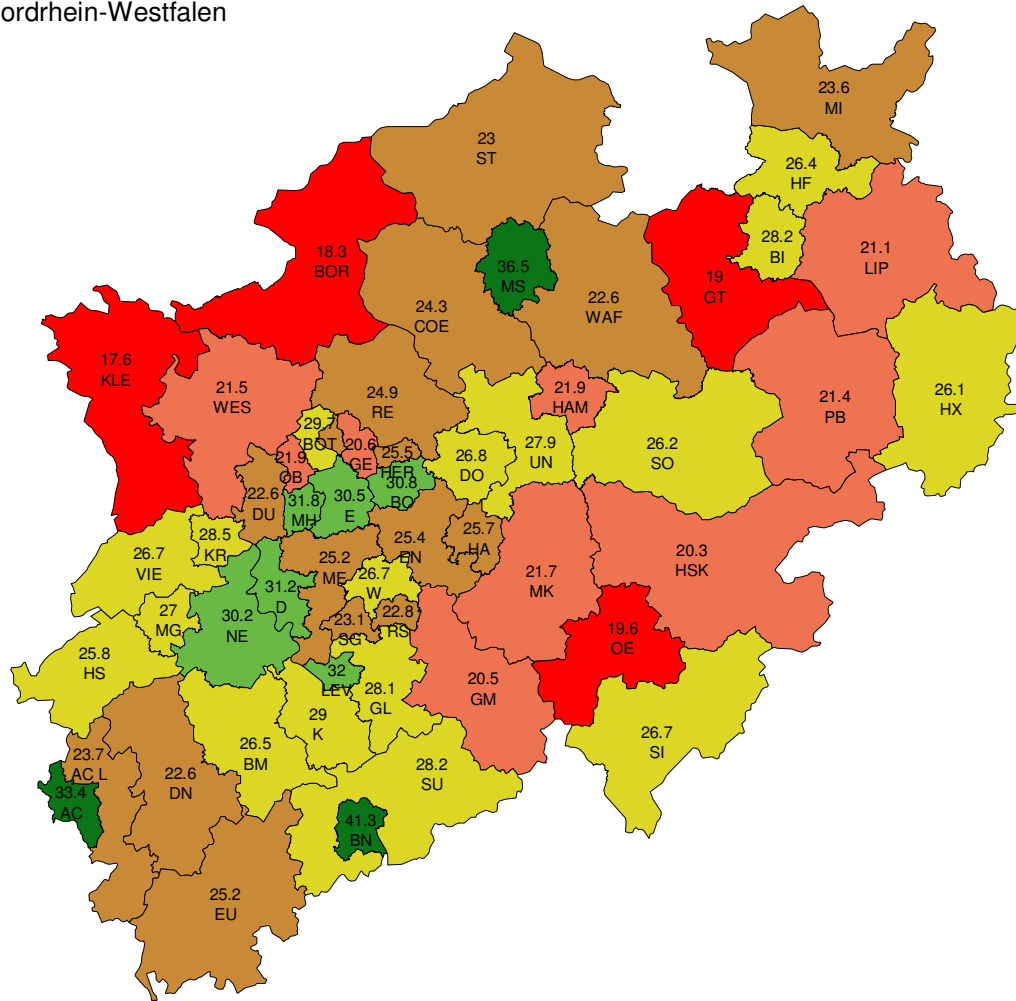 ordrhein-Westfalen
23.6
MI
23
ST
26.4
HF
28.2
BI
21.1
LIP
18.3
BOR
36.5
MS
19
GT
24.3
COE
22.6
WAF
17.6
KLE
21.5
WES
24.9
RE
21.9
HAM
21.4
PB
26.1
HX
29.7
BOT
20.6
GE
25.5
HER
26.8
DO
27.9
UN
26.2
SO
21.9
OB
30.8
BO
22.6
DU
31.8
MH
30.5
E
25.4
EN
25.7
HA
28.5
KR
26.7
VIE
25.2
ME
26.7
W
21.7
MK
20.3
HSK
31.2
D
27
MG
30.2
NE
23.1
SG
22.8
RS
19.6
OE
25.8
HS
32
LEV
28.1
GL
20.5
GM
29
K
26.5
BM
26.7
SI
23.7
AC L
22.6
DN
28.2
SU
33.4
AC
41.3
BN
25.2
EU